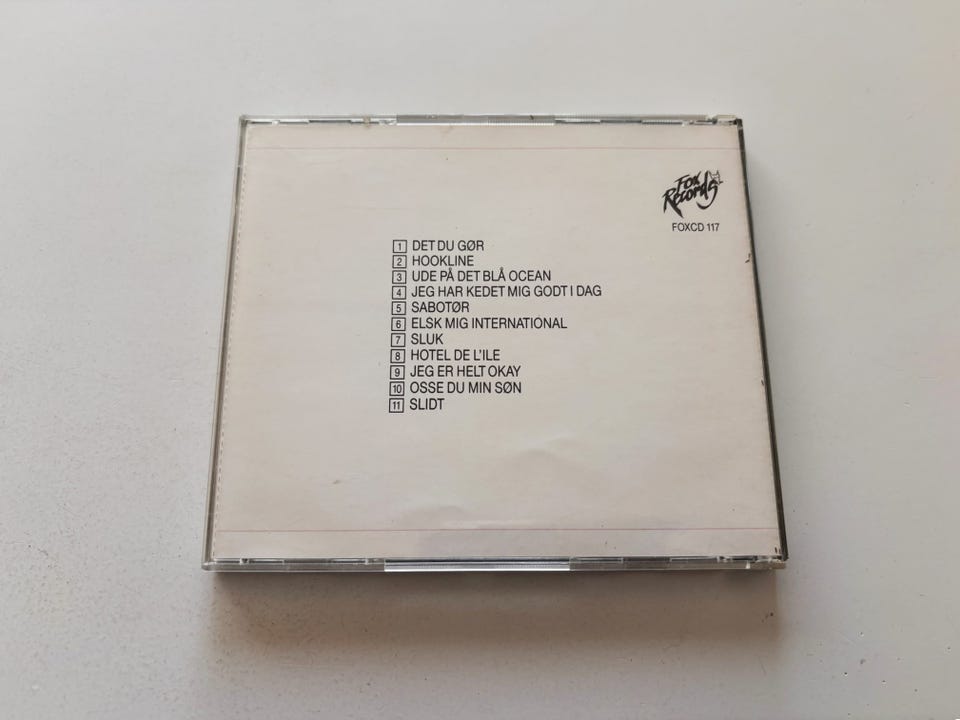 Fox
Records
FOXCD 117
1 DET DU GØR
2 HOOKLINE
3 UDE PÅ DET BLÅ OCEAN
4 JEG HAR KEDET MIG GODT I DAG
5 SABOTØR
6 ELSK MIG INTERNATIONAL
7 SLUK
8 HOTEL DE L'ILE
9 JEG ER HELT OKAY
10 OSSE DU MIN SØN
11 SLIDT